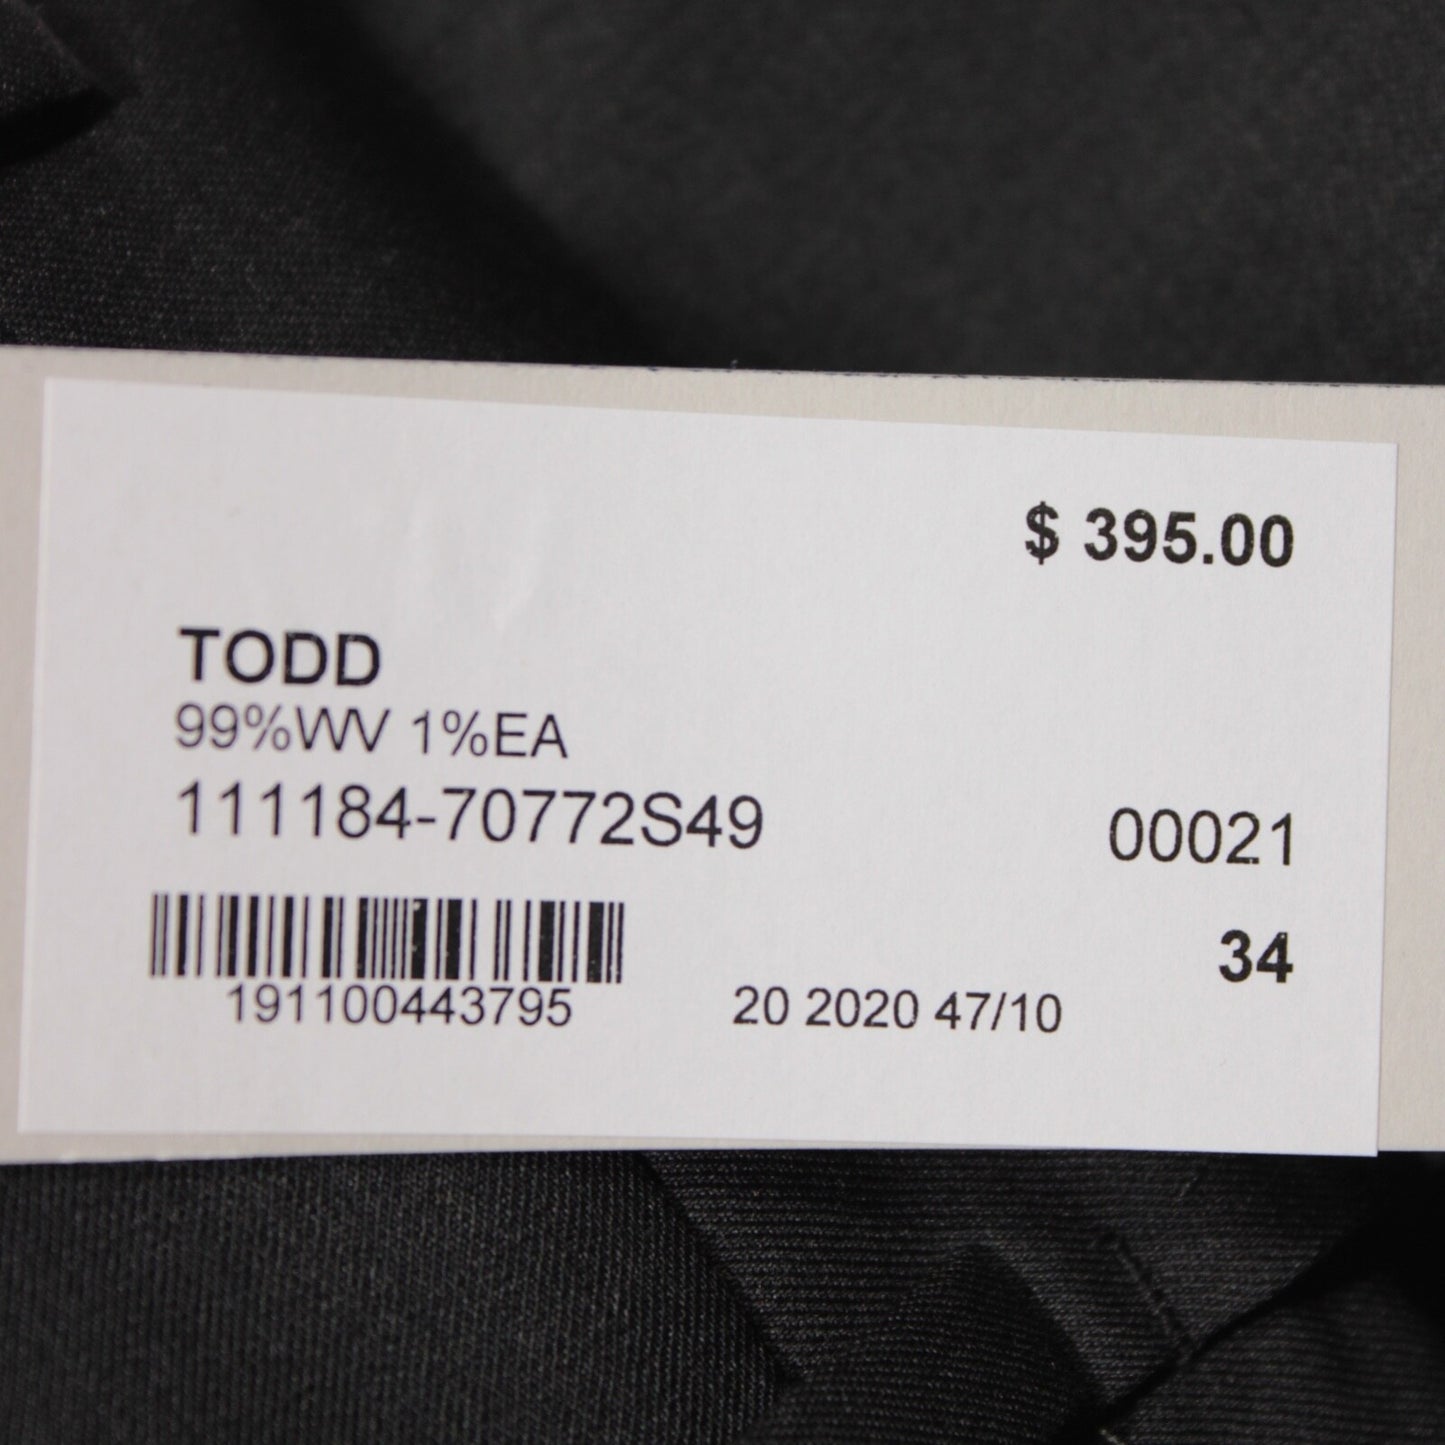 $ 395.00
TODD
99%WV 1%EA
111184-70772S49 00021
34
191100443795 20 2020 47/10